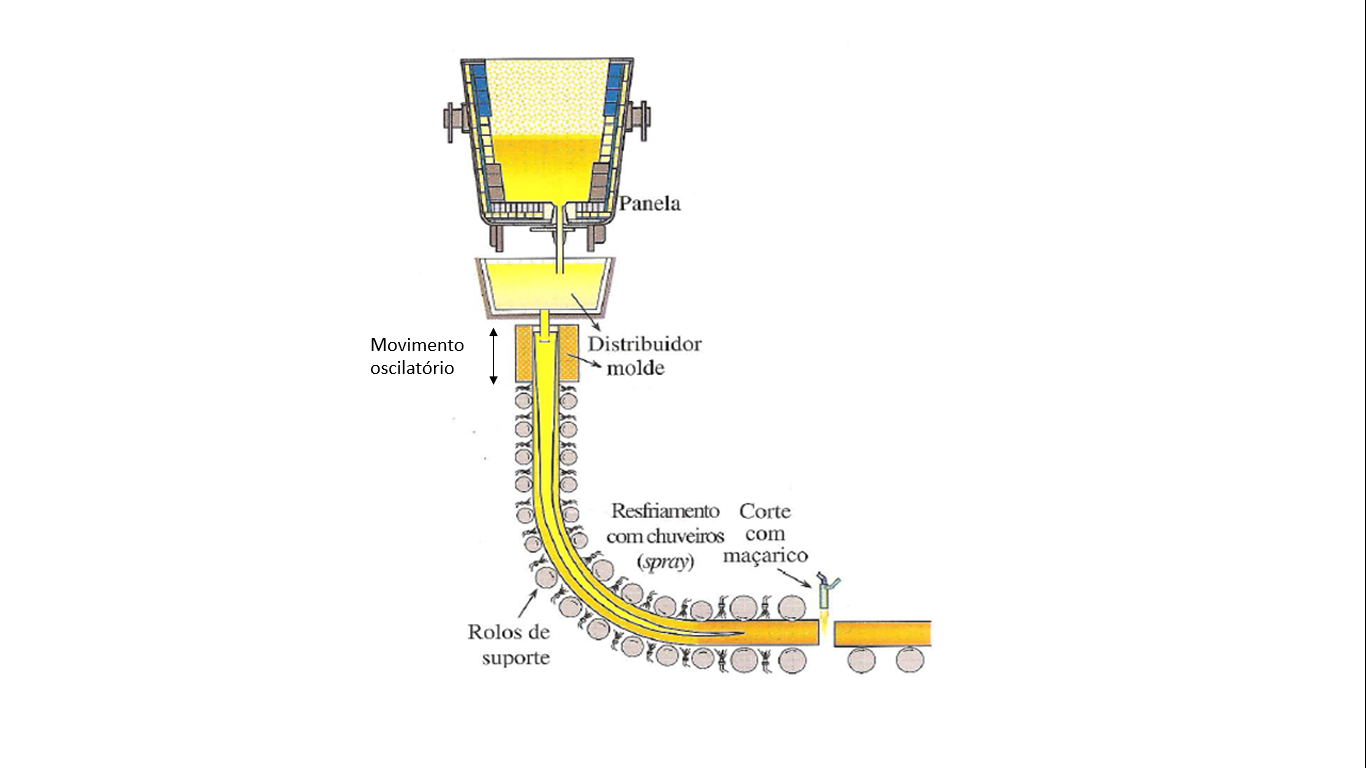 Panela
Movimento
oscilatório
Distribuidor
molde
Resfriamento
com chuveiros
(spray)
Corte
com
maçarico
Rolos de
suporte